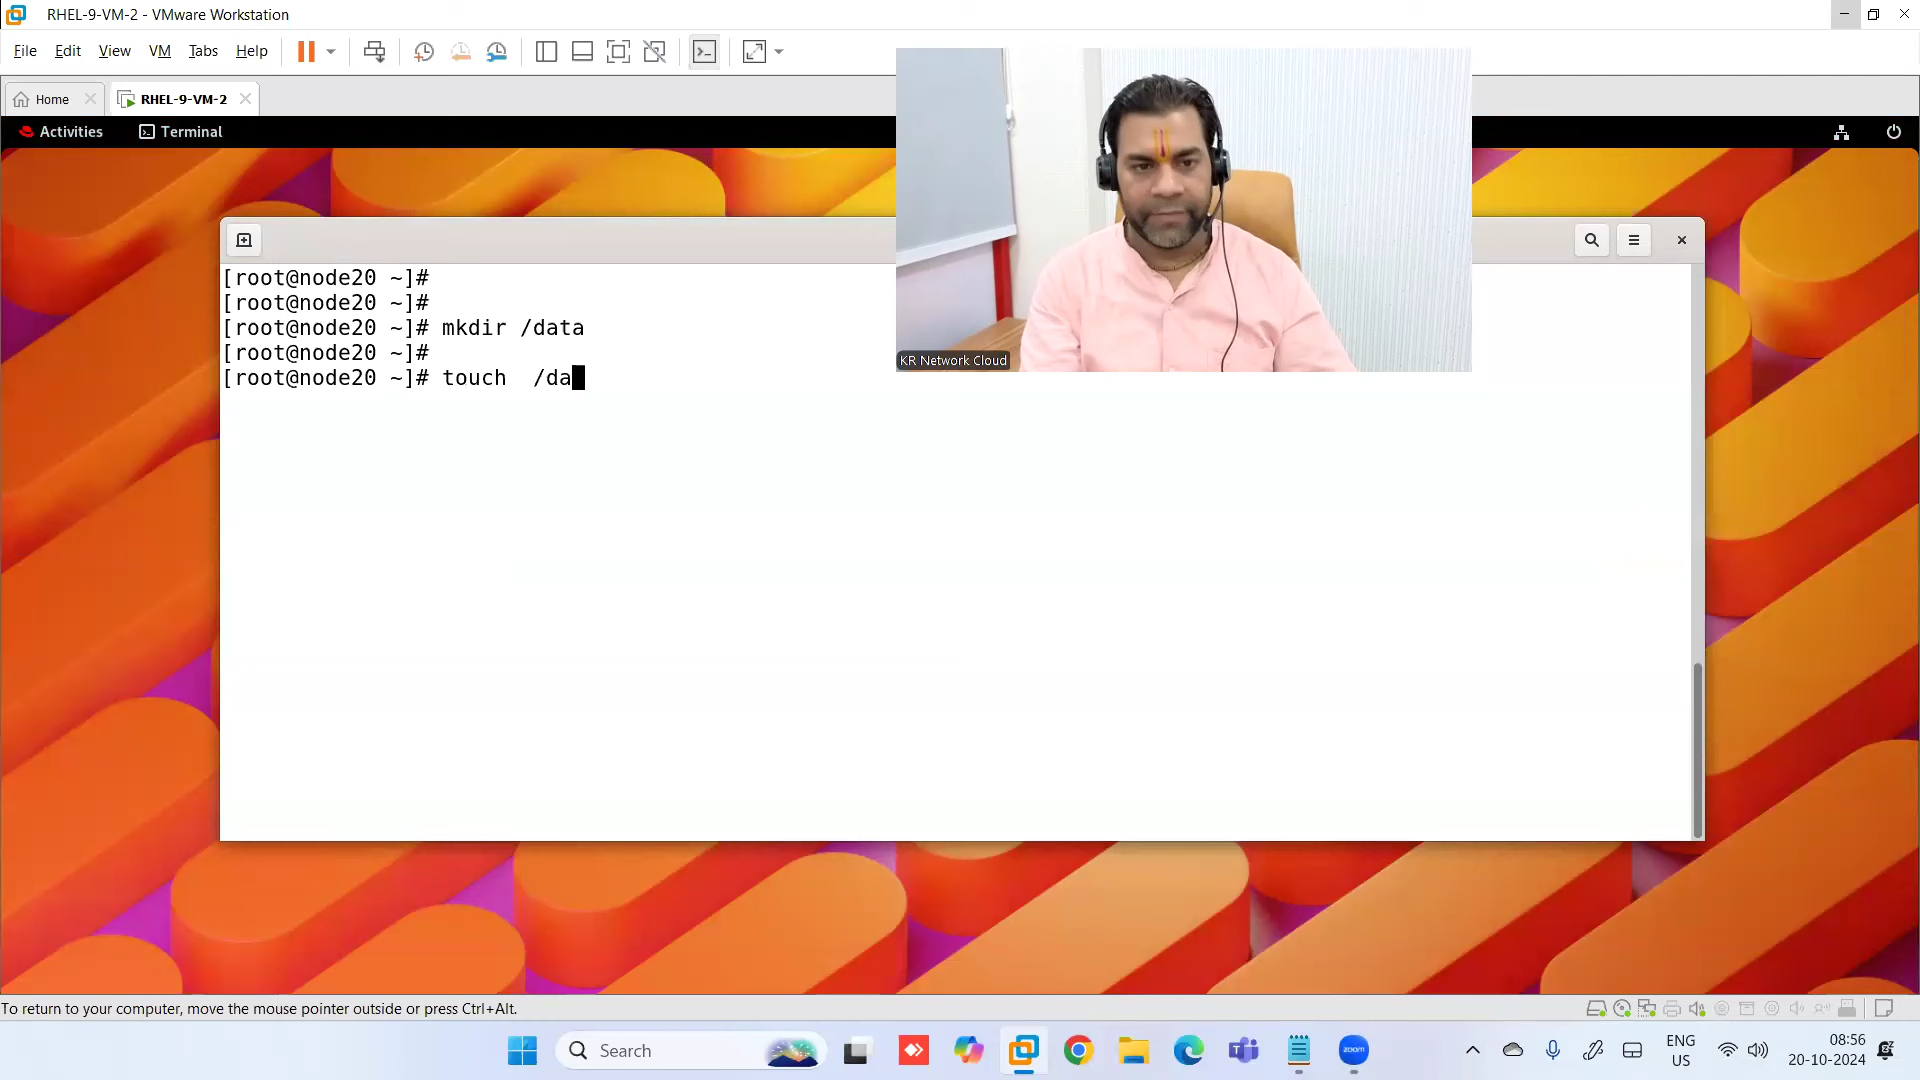 RHEL-9-VM-2 - VMware Workstation
File Edit View VM Tabs Help
Home RHEL-9-VM-2
Activities Terminal
[root@node20 ~]#
[root@node20 ~]#
[root@node20 ~]# mkdir /data
[root@node20 ~]#
[root@node20 ~]# touch  /da
KR Network Cloud
To return to your computer, move the mouse pointer outside or press Ctrl+Alt.
Search
zoom
ENG
US
08:56
20-10-2024